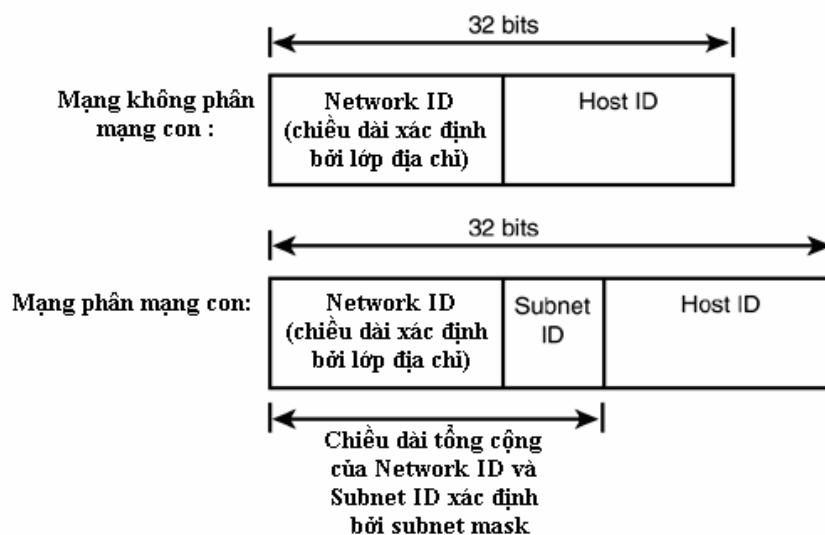 32 bits
Mạng không phân
mạng con :
Network ID
(chiều dài xác định
bởi lớp địa chỉ)
Host ID
32 bits
Mạng phân mạng con:
Network ID
(chiều dài xác định
bởi lớp địa chỉ)
Subnet
ID
Host ID
Chiều dài tổng cộng
của Network ID và
Subnet ID xác định
bởi subnet mask